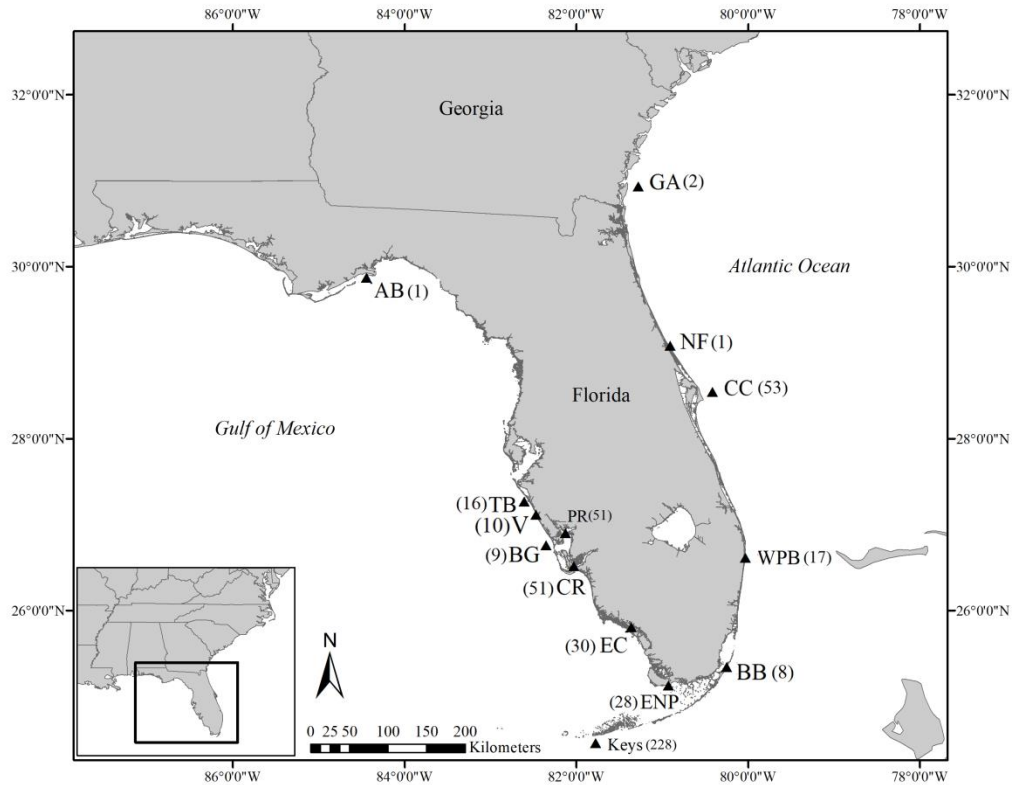 86°0'0"W 84°0'0"W 82°0'0"W 80°0'0"W 78°0'0"W
32°0'0"N 32°0'0"N
Georgia
GA (2)
30°0'0"N 30°0'0"N
Atlantic Ocean
AB (1)
NF (1)
CC (53)
Florida
Gulf of Mexico
28°0'0"N 28°0'0"N
(16) TB
PR(51)
(10) V
(9) BG
WPB (17)
(51) CR
26°0'0"N 26°0'0"N
N
(30) EC
BB (8)
(28) ENP
0 25 50 100 150 200
Kilometers
Keys (228)
86°0'0"W 84°0'0"W 82°0'0"W 80°0'0"W 78°0'0"W